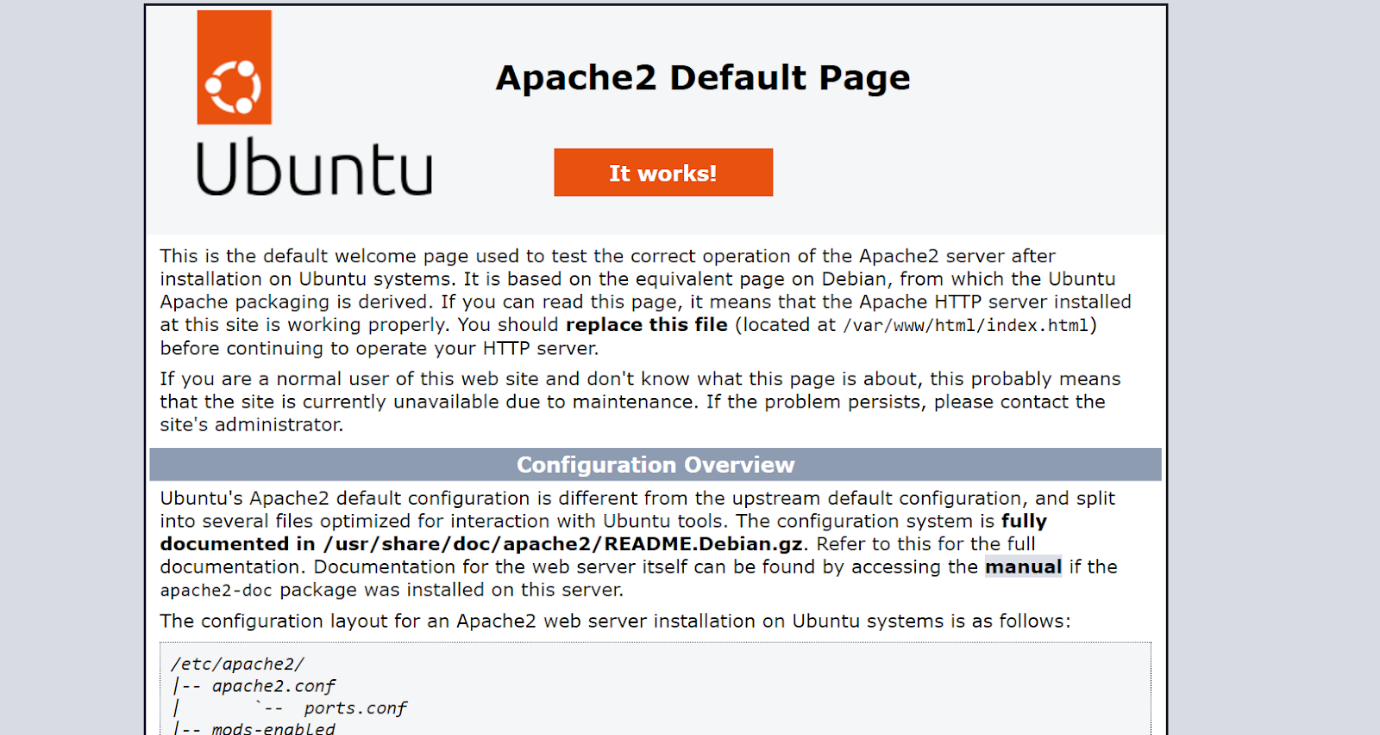 Apache2 Default Page
Ubuntu
It works!
This is the default welcome page used to test the correct operation of the Apache2 server after
installation on Ubuntu systems. It is based on the equivalent page on Debian, from which the Ubuntu
Apache packaging is derived. If you can read this page, it means that the Apache HTTP server installed
at this site is working properly. You should replace this file (located at /var/www/html/index.html)
before continuing to operate your HTTP server.
If you are a normal user of this web site and don't know what this page is about, this probably means
that the site is currently unavailable due to maintenance. If the problem persists, please contact the
site's administrator.
Configuration Overview
Ubuntu's Apache2 default configuration is different from the upstream default configuration, and split
into several files optimized for interaction with Ubuntu tools. The configuration system is fully
documented in /usr/share/doc/apache2/README.Debian.gz. Refer to this for the full
documentation. Documentation for the web server itself can be found by accessing the manual if the
apache2-doc package was installed on this server.
The configuration layout for an Apache2 web server installation on Ubuntu systems is as follows:
/etc/apache2/
|-- apache2.conf
|       `--  ports.conf
|-- mods-enabled